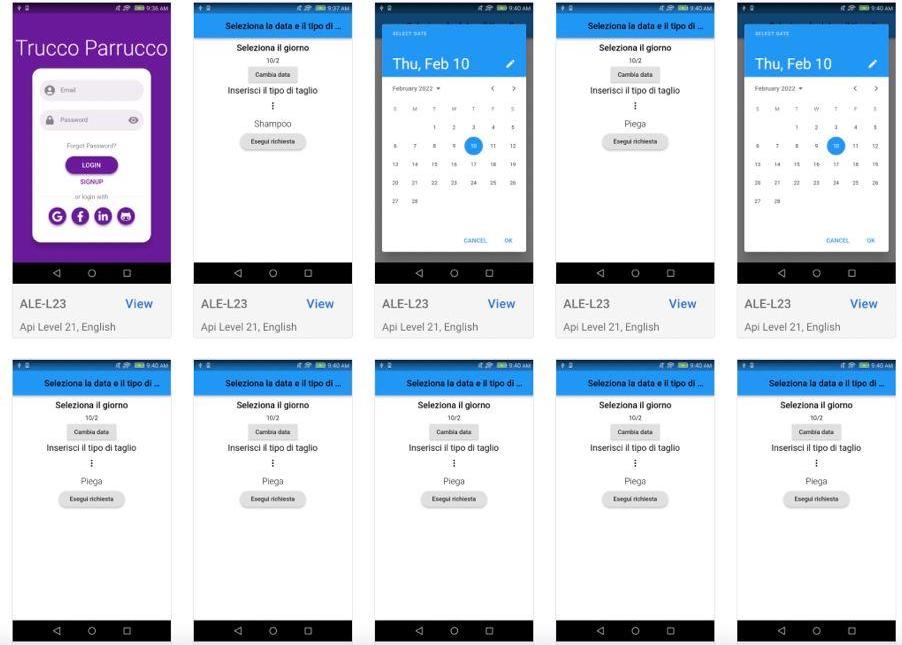 9:36 AM
Trucco Parrucco
Email
Password
Forgot Password?
LOGIN
SIGNUP
or login with
G f in
ALE-L23 View
Api Level 21, English
9:37 AM
Seleziona la data e il tipo di ...
Seleziona il giorno
10/2
Cambia data
Inserisci il tipo di taglio
Shampoo
Esegui richiesta
ALE-L23 View
Api Level 21, English
9:40 AM
SELECT DATE
Thu, Feb 10
February 2022
S M T W T F S
1 2 3 4 5
6 7 8 9 10 11 12
13 14 15 16 17 18 19
20 21 22 23 24 25 26
27 28
CANCEL OK
ALE-L23 View
Api Level 21, English
9:40 AM
Seleziona la data e il tipo di ...
Seleziona il giorno
10/2
Cambia data
Inserisci il tipo di taglio
Piega
Esegui richiesta
ALE-L23 View
Api Level 21, English
9:40 AM
SELECT DATE
Thu, Feb 10
February 2022
S M T W T F S
1 2 3 4 5
6 7 8 9 10 11 12
13 14 15 16 17 18 19
20 21 22 23 24 25 26
27 28
CANCEL OK
ALE-L23 View
Api Level 21, English
9:40 AM
Seleziona la data e il tipo di ...
Seleziona il giorno
10/2
Cambia data
Inserisci il tipo di taglio
Piega
Esegui richiesta
9:40 AM
Seleziona la data e il tipo di ...
Seleziona il giorno
10/2
Cambia data
Inserisci il tipo di taglio
Piega
Esegui richiesta
9:40 AM
Seleziona la data e il tipo di ...
Seleziona il giorno
10/2
Cambia data
Inserisci il tipo di taglio
Piega
Esegui richiesta
9:40 AM
Seleziona la data e il tipo di ...
Seleziona il giorno
10/2
Cambia data
Inserisci il tipo di taglio
Piega
Esegui richiesta
Seleziona la data e il tipo di ...
Seleziona il giorno
10/2
Cambia data
Inserisci il tipo di taglio
Piega
Esegui richiesta